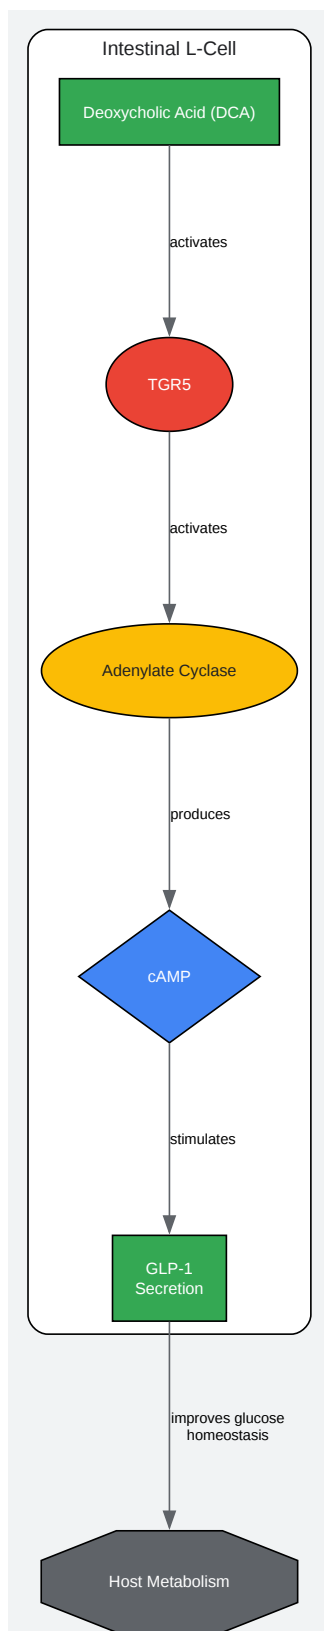 Intestinal L-Cell
Deoxycholic Acid (DCA)
activates
TGR5
activates
Adenylate Cyclase
produces
cAMP
stimulates
GLP-1
Secretion
improves glucose
homeostasis
Host Metabolism